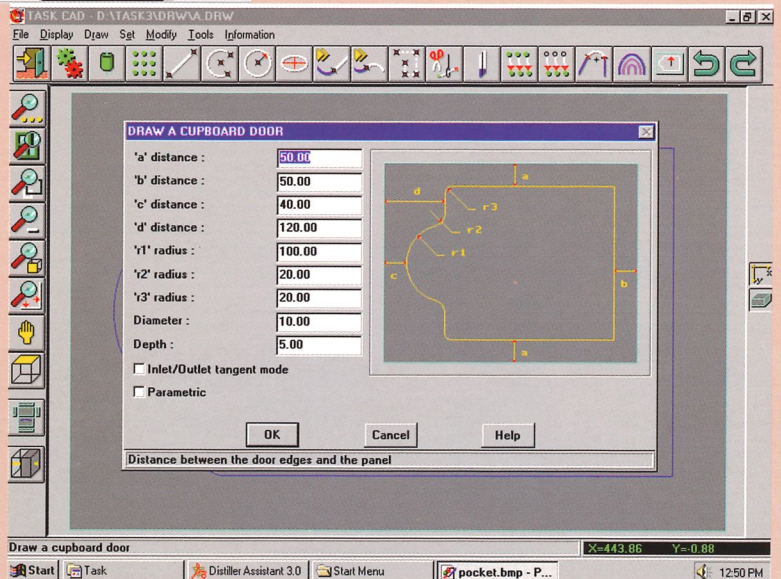 TASK CAD - D:\TASK3\DRW\A.DRW
File Display Draw Set Modify Tools Information
DRAW A CUPBOARD DOOR
'a' distance : 50.00
'b' distance : 50.00
'c' distance : 40.00
'd' distance : 120.00
'r1' radius : 100.00
'r2' radius : 20.00
'r3' radius : 20.00
Diameter : 10.00
Depth : 5.00
Inlet/Outlet tangent mode
Parametric
a
d
r3
r2
r1
c
b
a
OK Cancel Help
Distance between the door edges and the panel
Draw a cupboard door X=443.86 Y=-0.88
Start Task Distiller Assistant 3.0 Start Menu pocket.bmp - P... 12:50 PM